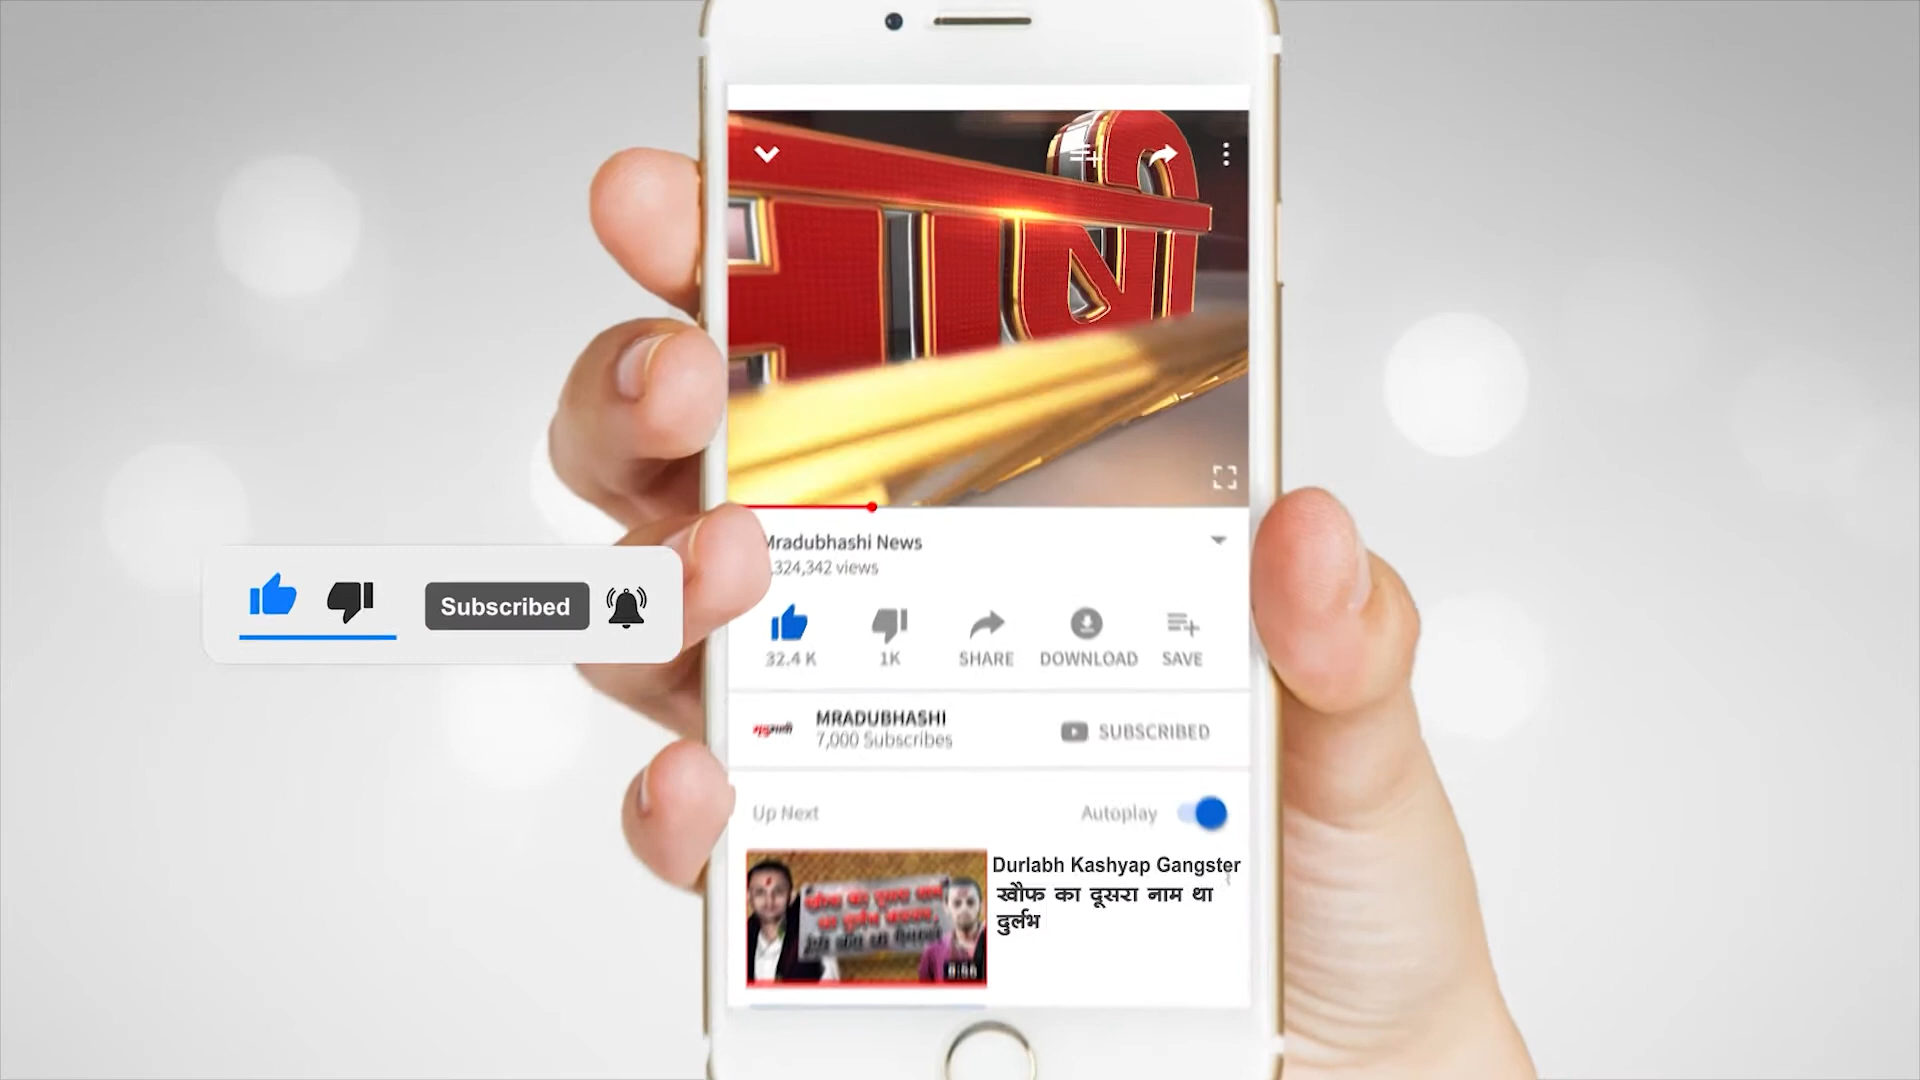 Mradubhashi News
,324,342 views
32.4 K
1K
SHARE
DOWNLOAD
SAVE
Subscribed
MRADUBHASHI
7,000 Subscribes
SUBSCRIBED
Up Next
Autoplay
Durlabh Kashyap Gangster
खौफ का दूसरा नाम था
दुर्लभ